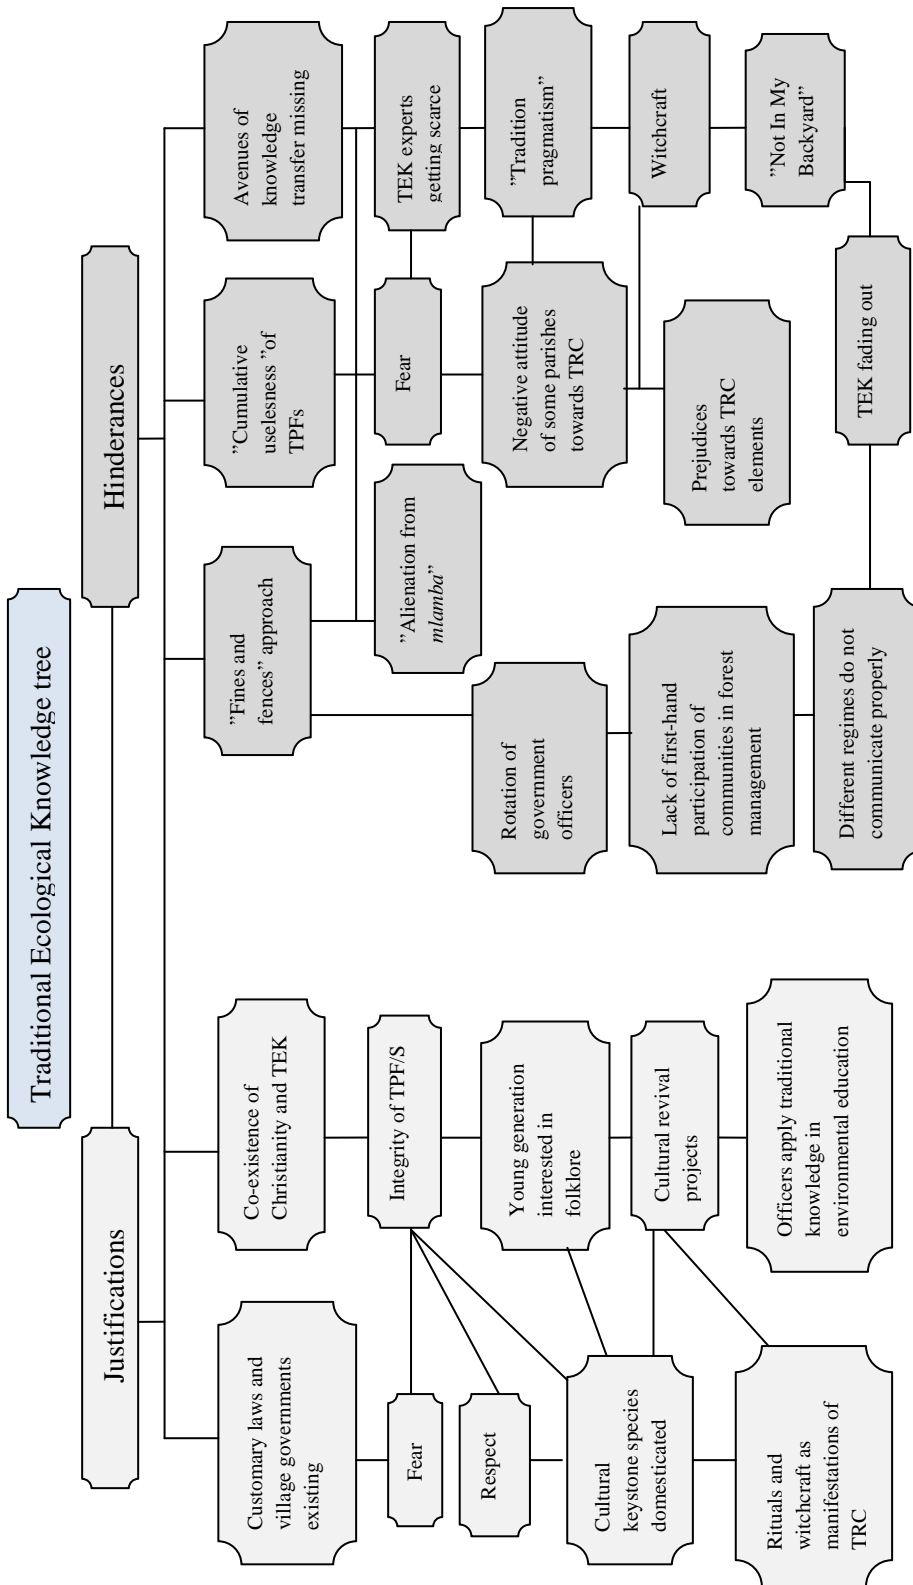 Traditional Ecological Knowledge tree
Justifications
Hinderances
Customary laws and
village governments
existing
Co-existence of
Christianity and TEK
”Fines and
fences” approach
”Cumulative
uselesness ”of
TPFs
Avenues of
knowledge
transfer missing
Fear
Integrity of TPF/S
”Alienation from
mlamba”
Fear
TEK experts
getting scarce
Respect
Young generation
interested in
folklore
Rotation of
government
officers
Negative attitude
of some parishes
towards TRC
”Tradition
pragmatism”
Cultural
keystone species
domesticated
Cultural revival
projects
Lack of first-hand
participation of
communities in forest
management
Prejudices
towards TRC
elements
Witchcraft
Rituals and
witchcraft as
manifestations of
TRC
Officers apply traditional
knowledge in
environmental education
Different regimes do not
communicate properly
TEK fading out
”Not In My
Backyard”